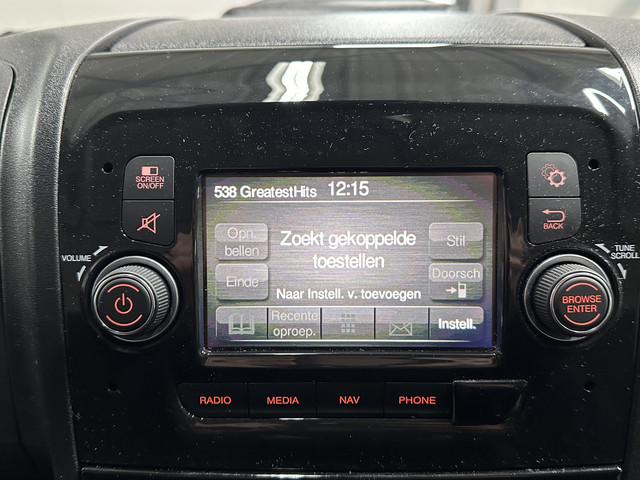 SCREEN
ON/OFF
538 GreatestHits 12:15
BACK
Opn.
bellen
Zoekt gekoppelde
toestellen
Stil
VOLUME
TUNE
SCROLL
Einde
Doorsch
Naar Instell. v. toevoegen
BROWSE
ENTER
Recente
oproep.
Instell.
RADIO MEDIA NAV PHONE